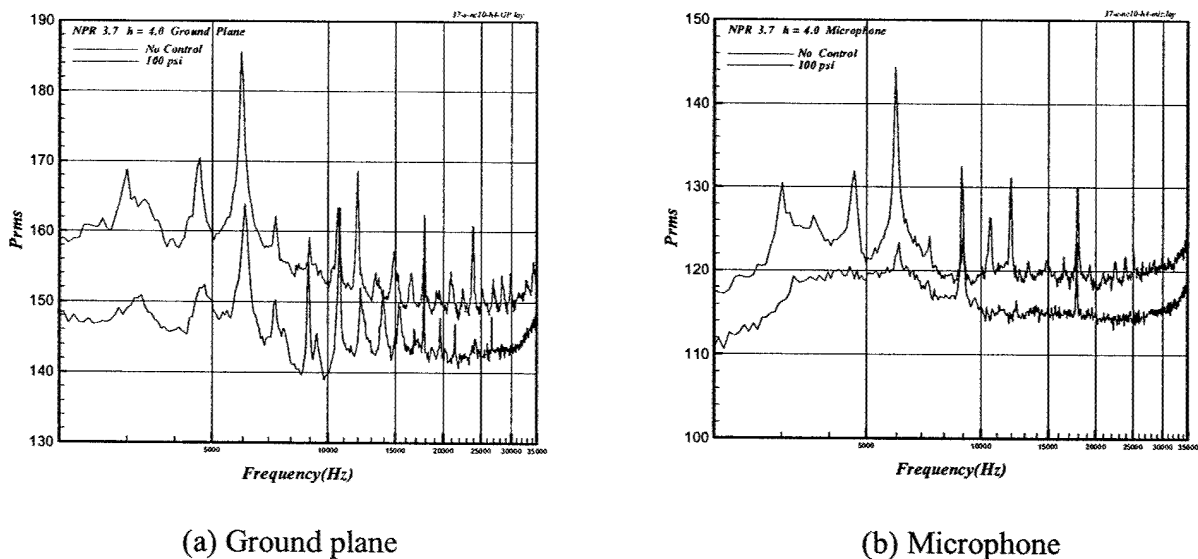 NPR 3.7 h = 4.0 Ground Plane
No Control
100 psi
190
180
170
160
150
140
130
Prms
5000
10000
15000
20000
25000
30000
35000
Frequency(Hz)
(a) Ground plane
NPR 3.7 h = 4.0 Microphone
No Control
100 psi
150
140
130
120
110
100
Prms
5000
10000
15000
20000
25000
30000
35000
Frequency(Hz)
(b) Microphone